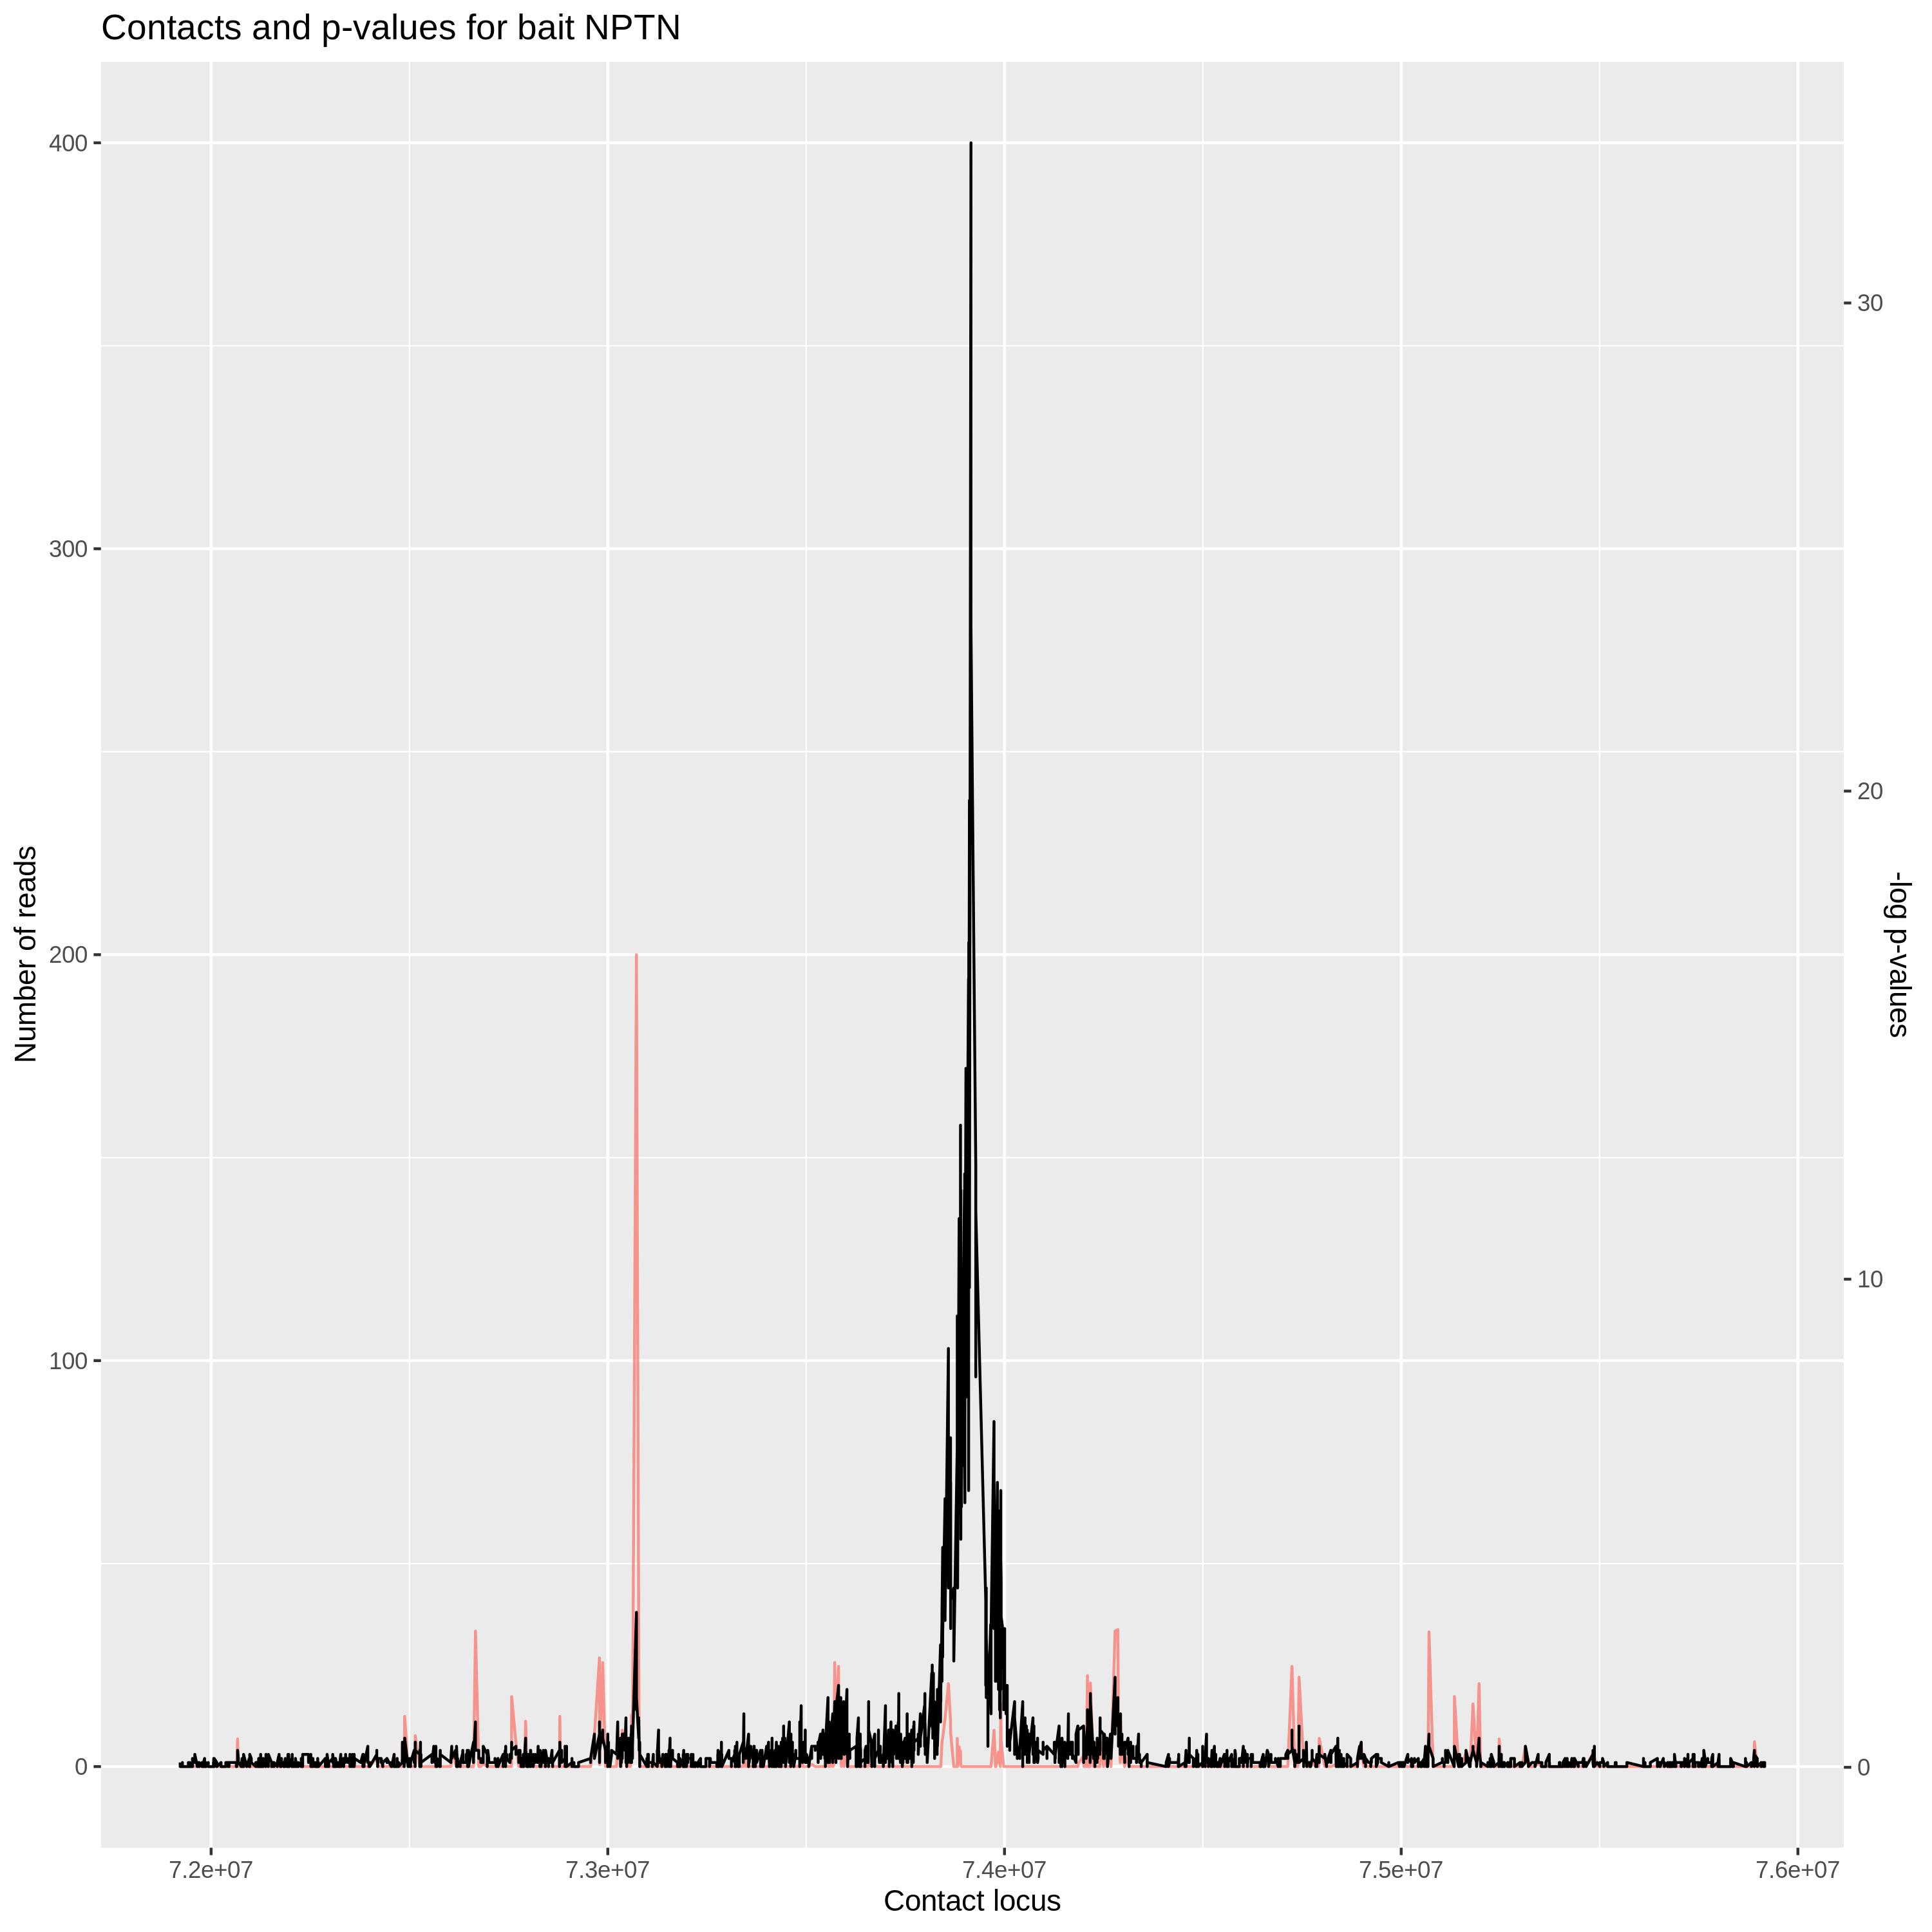 Contacts and p-values for bait NPTN
400
300
200
100
0
Number of reads
30
20
10
0
-log p-values
7.2e+07 7.3e+07 7.4e+07 7.5e+07 7.6e+07
Contact locus